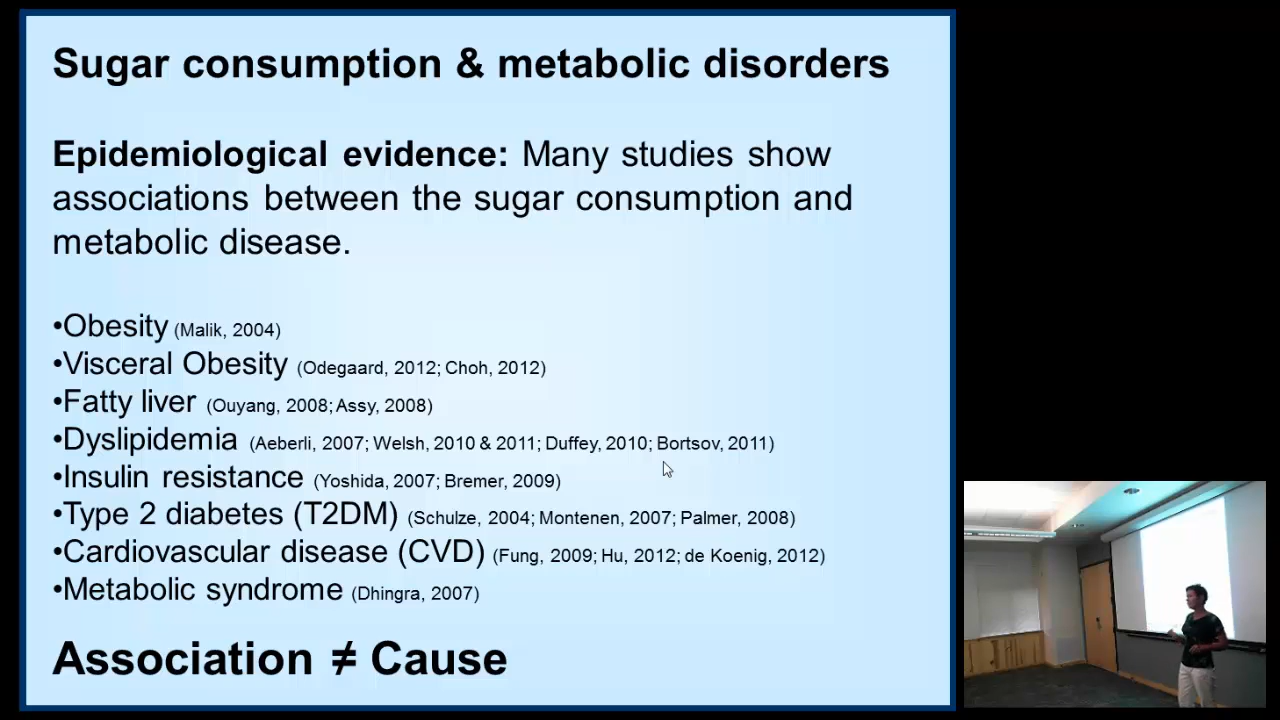 Sugar consumption & metabolic disorders
Epidemiological evidence: Many studies show
associations between the sugar consumption and
metabolic disease.
•Obesity (Malik, 2004)
•Visceral Obesity (Odegaard, 2012; Choh, 2012)
•Fatty liver (Ouyang, 2008; Assy, 2008)
•Dyslipidemia (Aeberli, 2007; Welsh, 2010 & 2011; Duffey, 2010; Bortsov, 2011)
•Insulin resistance (Yoshida, 2007; Bremer, 2009)
•Type 2 diabetes (T2DM) (Schulze, 2004; Montenen, 2007; Palmer, 2008)
•Cardiovascular disease (CVD) (Fung, 2009; Hu, 2012; de Koenig, 2012)
•Metabolic syndrome (Dhingra, 2007)
Association ≠ Cause